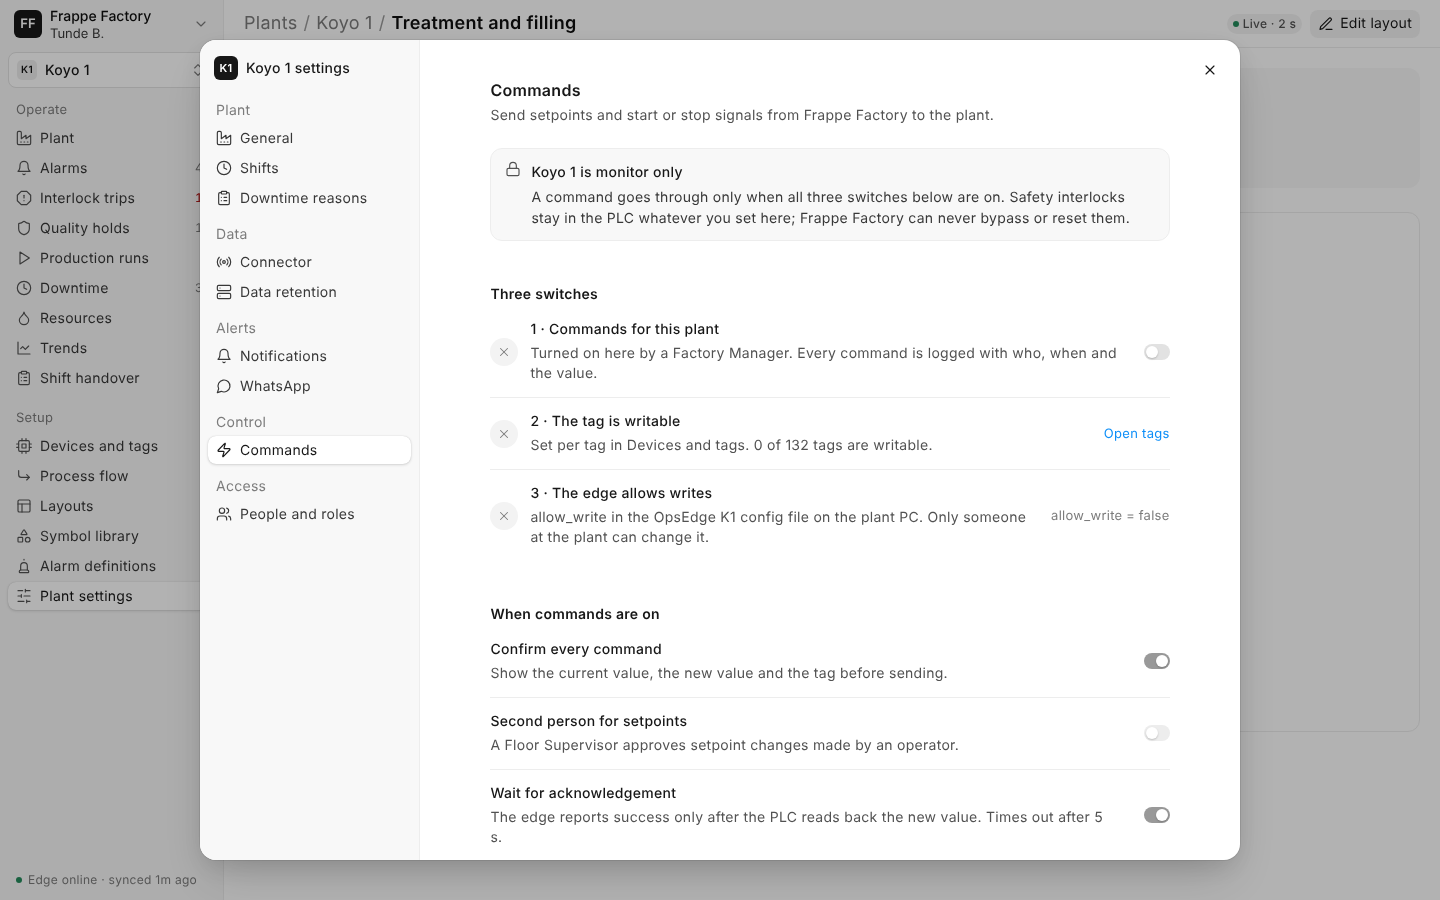 FF
Frappe Factory
Tunde B.
K1
Koyo 1
Operate
Plant
Alarms
Interlock trips
Quality holds
Production runs
Downtime
Resources
Trends
Shift handover
Setup
Devices and tags
Process flow
Layouts
Symbol library
Alarm definitions
Plant settings
Edge online · synced 1m ago
Plants / Koyo 1 / Treatment and filling
Live · 2 s
Edit layout
K1
Koyo 1 settings
Plant
General
Shifts
Downtime reasons
Data
Connector
Data retention
Alerts
Notifications
WhatsApp
Control
Commands
Access
People and roles
Commands
Send setpoints and start or stop signals from Frappe Factory to the plant.
Koyo 1 is monitor only
A command goes through only when all three switches below are on. Safety interlocks
stay in the PLC whatever you set here; Frappe Factory can never bypass or reset them.
Three switches
1 · Commands for this plant
Turned on here by a Factory Manager. Every command is logged with who, when and
the value.
2 · The tag is writable
Set per tag in Devices and tags. 0 of 132 tags are writable.
Open tags
3 · The edge allows writes
allow_write in the OpsEdge K1 config file on the plant PC. Only someone
at the plant can change it.
allow_write = false
When commands are on
Confirm every command
Show the current value, the new value and the tag before sending.
Second person for setpoints
A Floor Supervisor approves setpoint changes made by an operator.
Wait for acknowledgement
The edge reports success only after the PLC reads back the new value. Times out after 5
s.